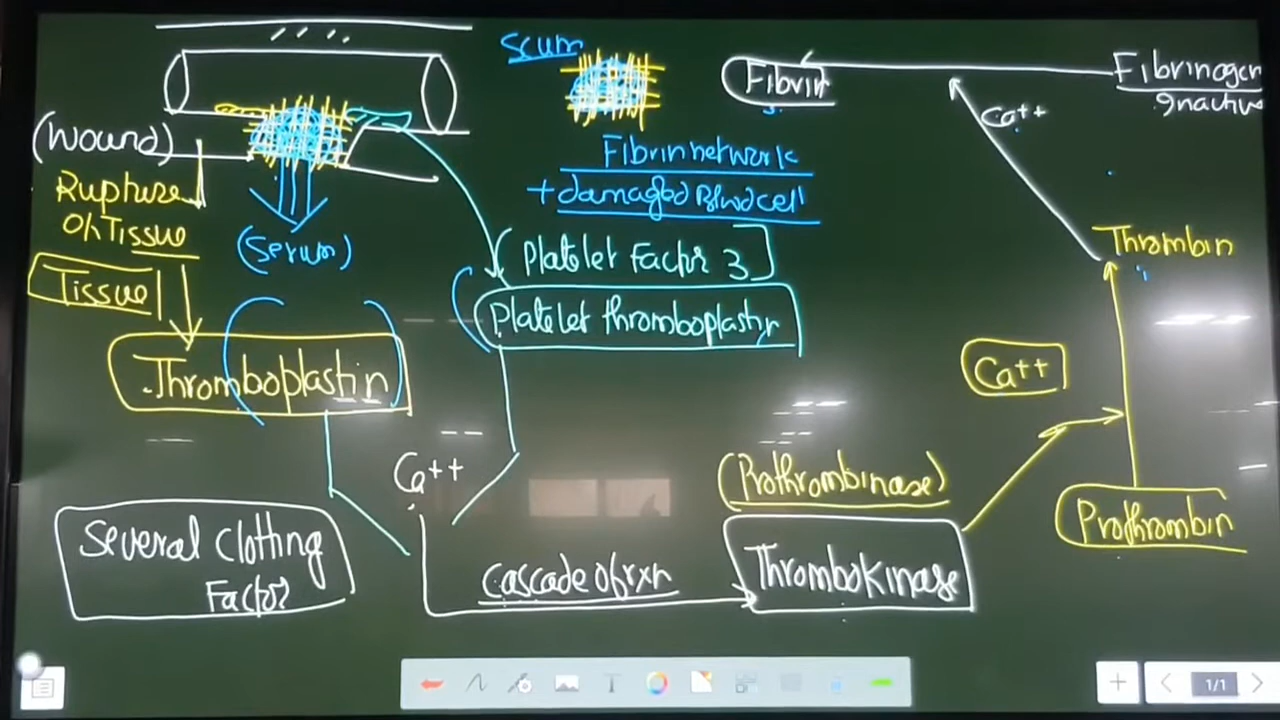 Scum
Fibrin
Fibrinogen
Inactive
Ca++
(Wound)
Fibrin network
+ damaged Blood cell
Rupture
Of Tissue
(Serum)
Thrombin
[Platelet Factor 3]
Tissue
Platelet thromboplastin
Thromboplastin
Ca++
Ca++
(Prothrombinase)
Prothrombin
Several Clotting
Factor
Cascade of rxn
ThromboKinase
1/1